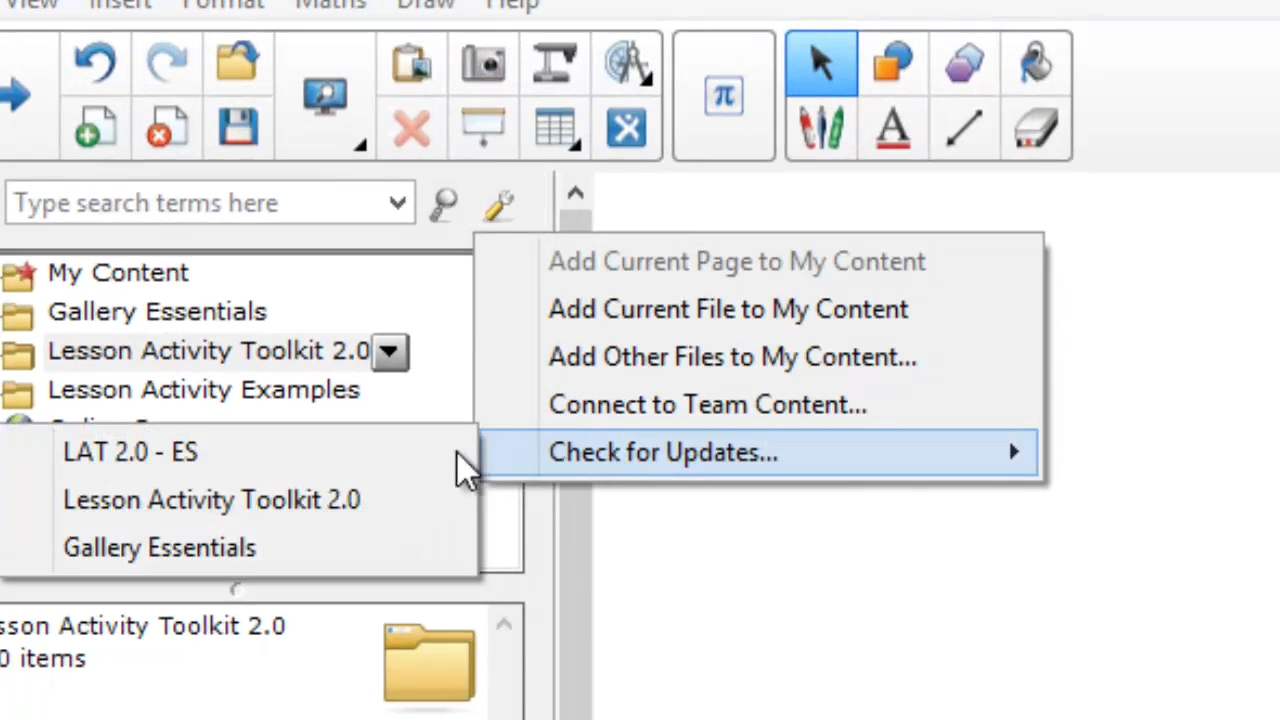 View Insert Format Maths Draw Help
π
A
Type search terms here
My Content
Gallery Essentials
Lesson Activity Toolkit 2.0
Lesson Activity Examples
Add Current Page to My Content
Add Current File to My Content
Add Other Files to My Content...
Connect to Team Content...
Check for Updates...
LAT 2.0 - ES
Lesson Activity Toolkit 2.0
Gallery Essentials
sson Activity Toolkit 2.0
0 items